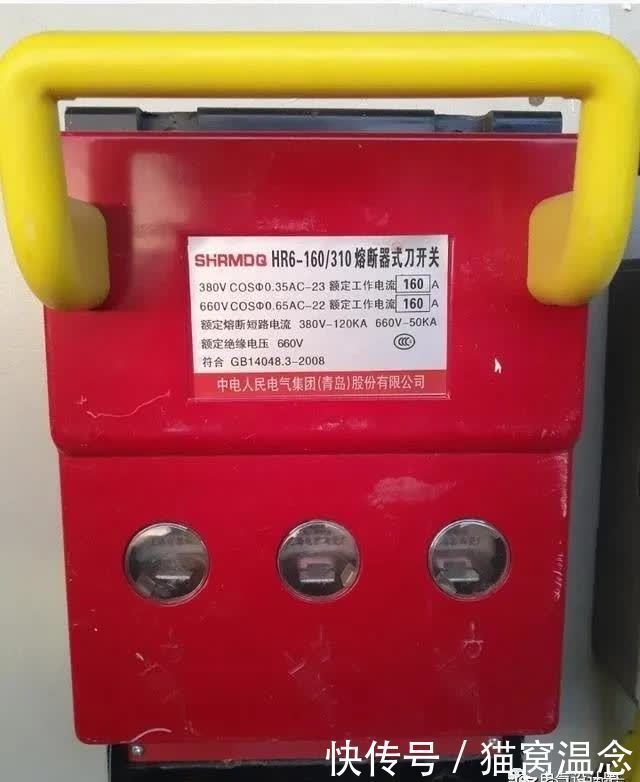 SHRMDQ HR6-160/310 熔断器式刀开关
380V COSΦ0.35AC-23 额定工作电流 160 A
660V COSΦ0.65AC-22 额定工作电流 160 A
额定熔断短路电流 380V-120KA 660V-50KA
额定绝缘电压 660V
CCC
符合 GB14048.3-2008
中电人民电气集团(青岛)股份有限公司
快传号 / 猫窝温念